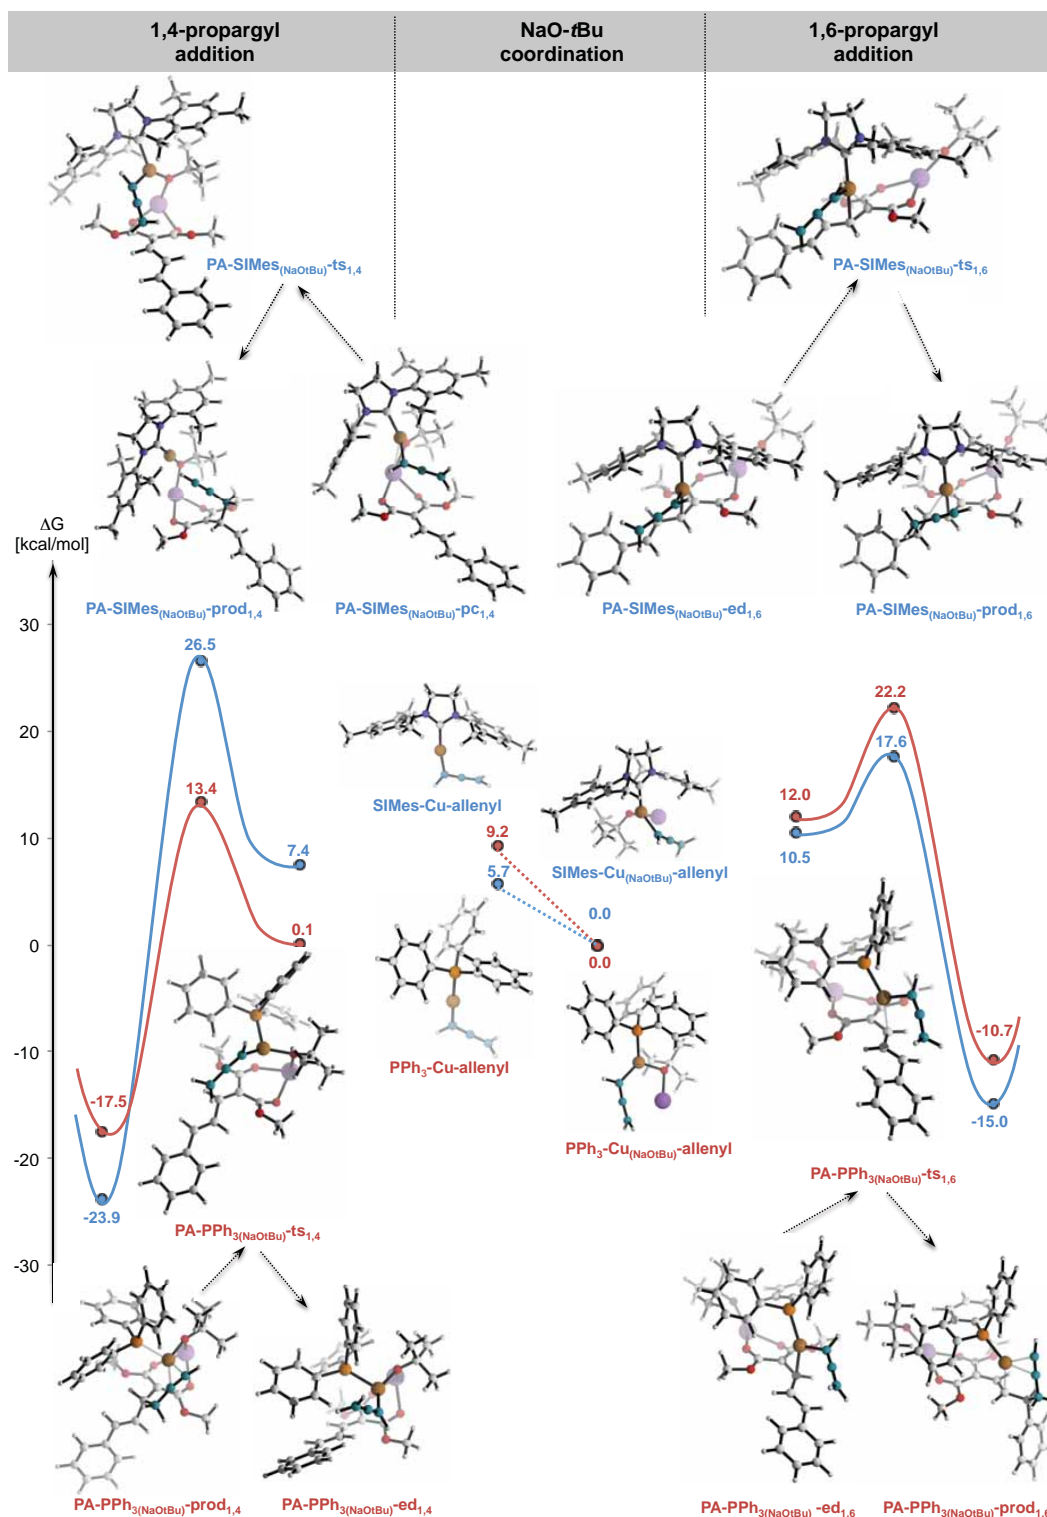 1,4-propargyl
addition
NaO-tBu
coordination
1,6-propargyl
addition
PA-SIMes(NaOtBu)-ts1,4
PA-SIMes(NaOtBu)-ts1,6
ΔG
[kcal/mol]
PA-SIMes(NaOtBu)-prod1,4
PA-SIMes(NaOtBu)-pc1,4
PA-SIMes(NaOtBu)-ed1,6
PA-SIMes(NaOtBu)-prod1,6
30
20
10
0
-10
-20
-30
26.5
13.4
7.4
0.1
-17.5
-23.9
SIMes-Cu-allenyl
9.2
5.7
SIMes-Cu(NaOtBu)-allenyl
0.0
0.0
PPh3-Cu-allenyl
PPh3-Cu(NaOtBu)-allenyl
22.2
17.6
12.0
10.5
-10.7
-15.0
PA-PPh3(NaOtBu)-ts1,4
PA-PPh3(NaOtBu)-ts1,6
PA-PPh3(NaOtBu)-prod1,4
PA-PPh3(NaOtBu)-ed1,4
PA-PPh3(NaOtBu) -ed1,6
PA-PPh3(NaOtBu)-prod1,6